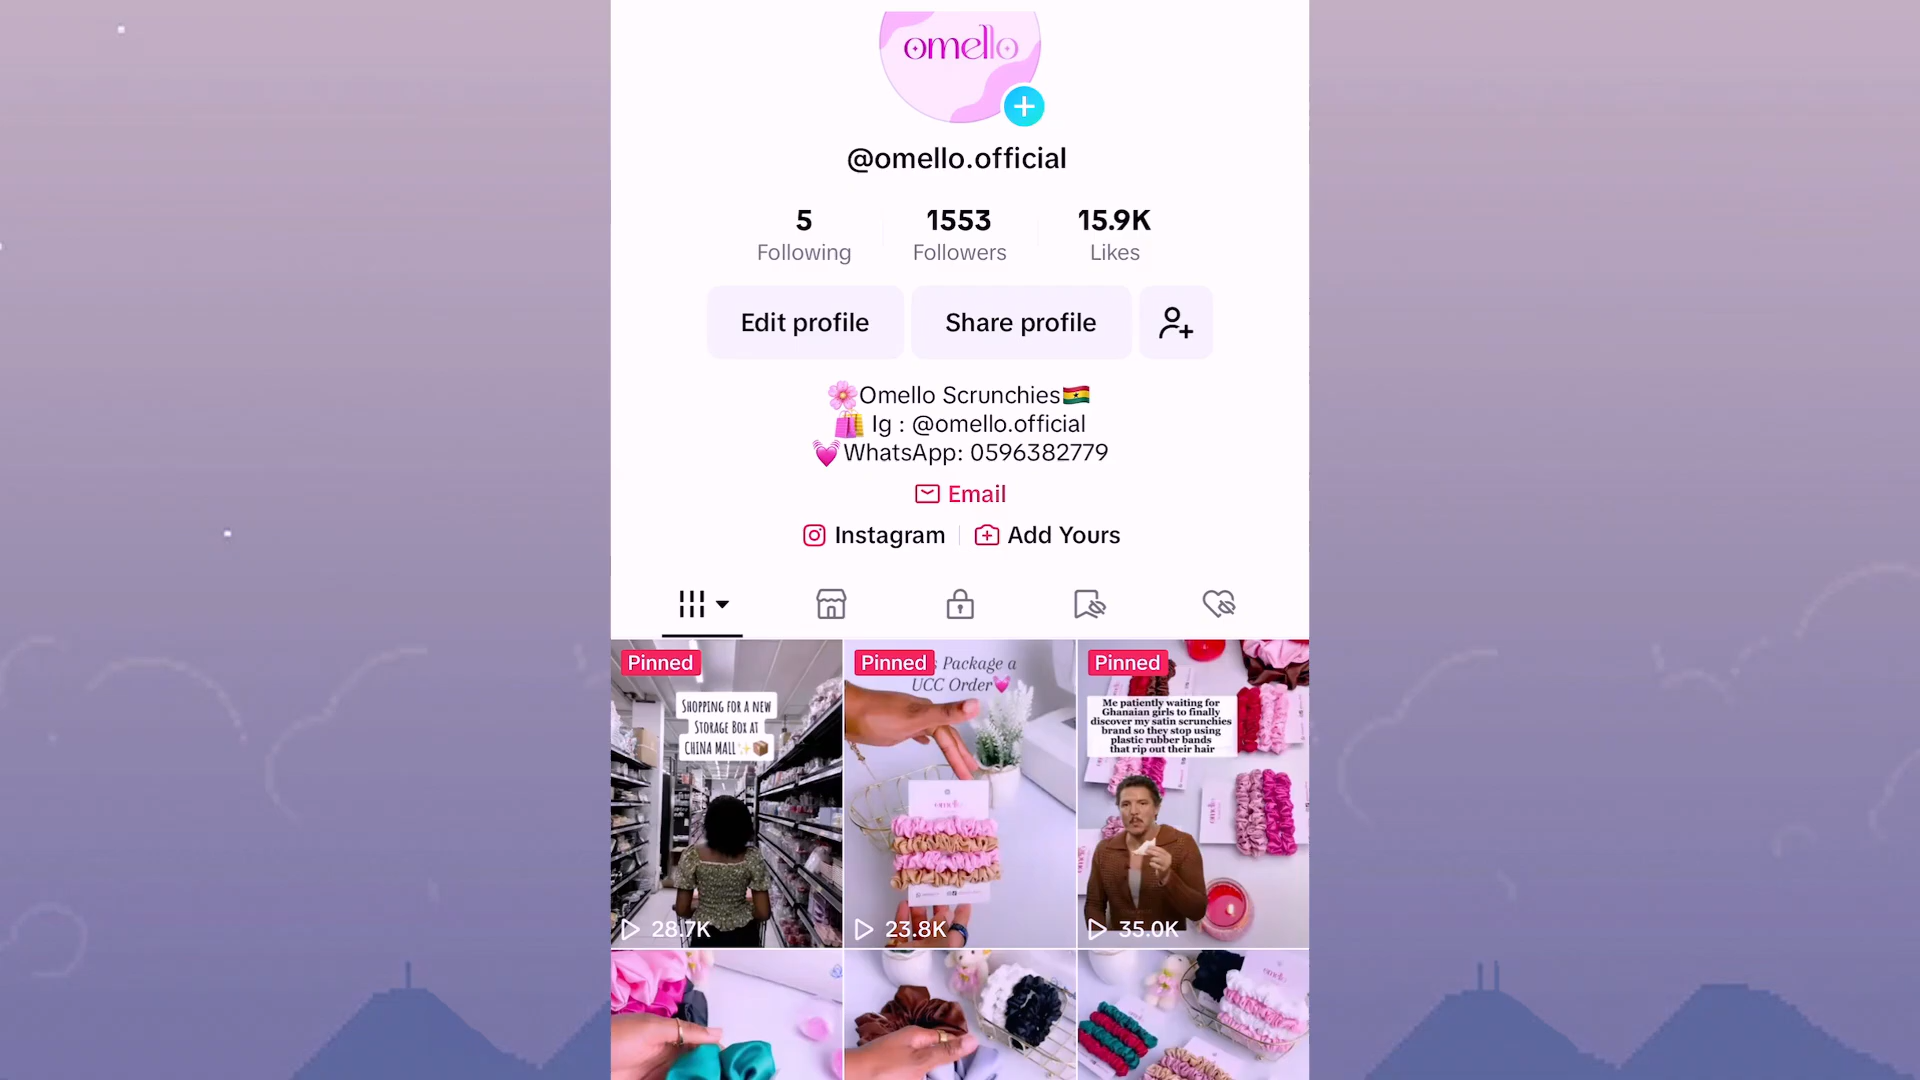 omello
@omello.official
5 1553 15.9K
Following Followers Likes
Edit profile Share profile
🌸Omello Scrunchies🇬🇭
🛍️ Ig : @omello.official
💓WhatsApp: 0596382779
Email
Instagram Add Yours
Pinned
SHOPPING FOR A NEW
STORAGE BOX AT
CHINA MALL✨📦
28.7K
Pinned
Package a
UCC Order💓
omello
23.8K
Pinned
Me patiently waiting for
Ghanaian girls to finally
discover my satin scrunchies
brand so they stop using
plastic rubber bands
that rip out their hair
35.0K